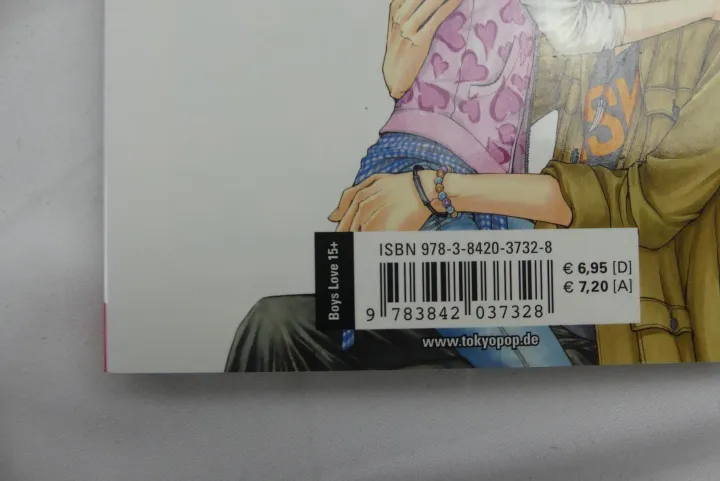 SW
ISBN 978-3-8420-3732-8
Boys Love 15+
€ 6,95 [D]
€ 7,20 [A]
9 783842 037328
www.tokyopop.de